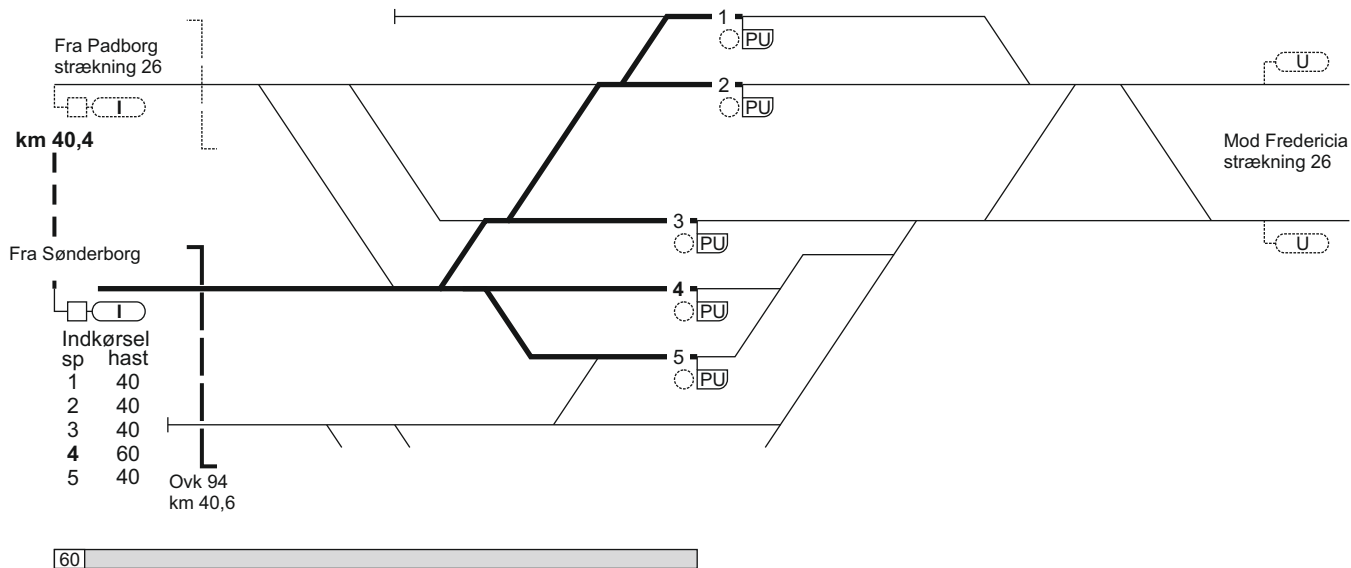 1
PU
Fra Padborg
strækning 26
U
2
I
PU
km 40,4
Mod Fredericia
strækning 26
3
PU
U
Fra Sønderborg
4
I
PU
Indkørsel
sp hast
1 40
2 40
3 40
4 60
5 40
5
PU
Ovk 94
km 40,6
60